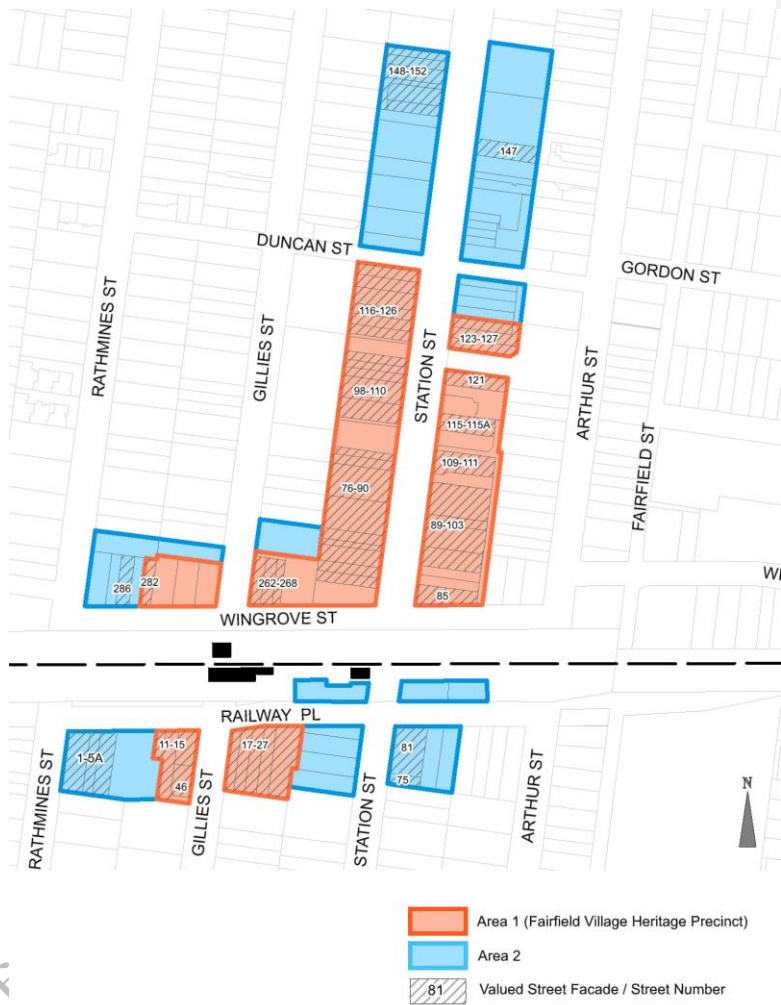 148-152
147
DUNCAN ST
GORDON ST
RATHMINES ST
GILLIES ST
STATION ST
ARTHUR ST
FAIRFIELD ST
116-126
123-127
98-110
121
115-115A
109-111
76-90
89-103
286
282
262-268
85
WINGROVE ST
WI
RAILWAY PL
1-5A
11-15
46
17-27
81
75
RATHMINES ST
GILLIES ST
STATION ST
ARTHUR ST
N
Area 1 (Fairfield Village Heritage Precinct)
Area 2
81 Valued Street Facade / Street Number